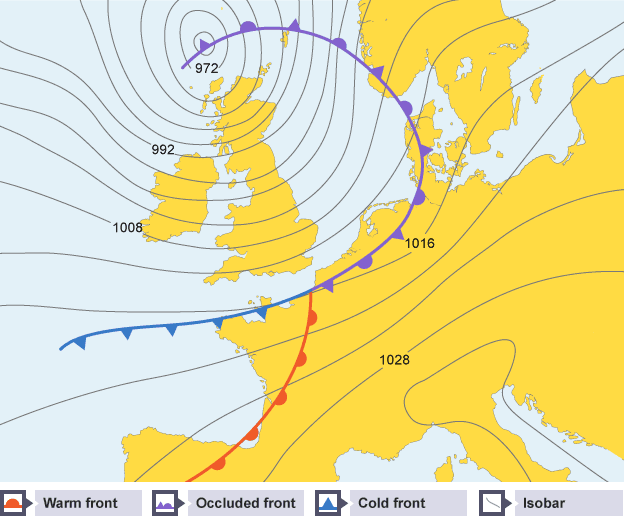 972
992
1008
1016
1028
Warm front
Occluded front
Cold front
Isobar